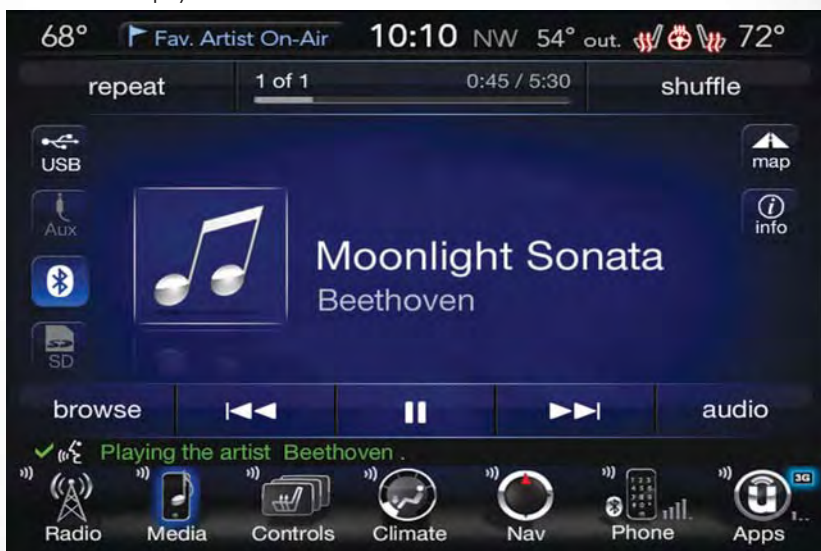 68° Fav. Artist On-Air 10:10 NW 54° out. 72°
repeat 1 of 1 0:45 / 5:30 shuffle
USB map
Aux info
Moonlight Sonata
Beethoven
SD
browse audio
Playing the artist Beethoven .
3G
Radio Media Controls Climate Nav Phone Apps